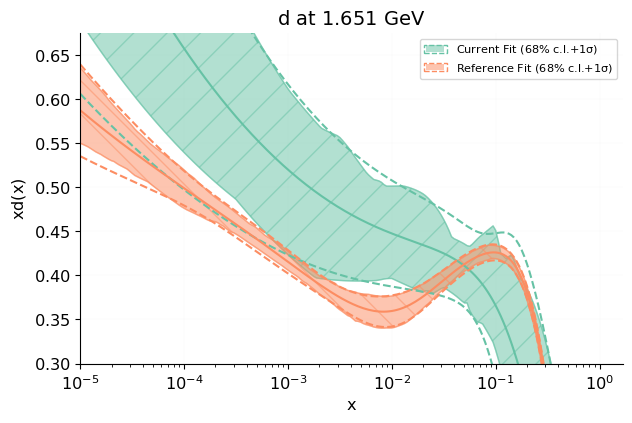 d at 1.651 GeV
Current Fit (68% c.l.+1σ)
Reference Fit (68% c.l.+1σ)
xd(x)
0.65
0.60
0.55
0.50
0.45
0.40
0.35
0.30
10⁻⁵ 10⁻⁴ 10⁻³ 10⁻² 10⁻¹ 10⁰
x